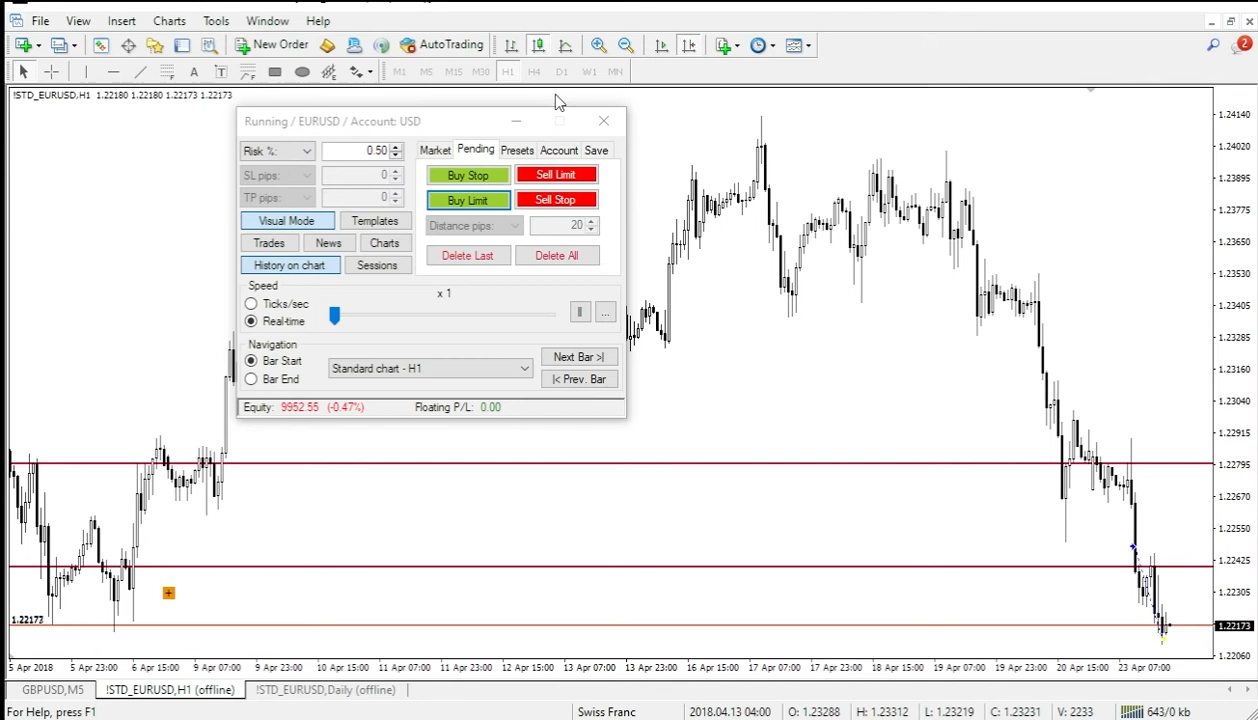 File View Insert Charts Tools Window Help
New Order AutoTrading 2
A T M1 M5 M15 M30 H1 H4 D1 W1 MN
!STD_EURUSD,H1 1.22180 1.22180 1.22173 1.22173
Running / EURUSD / Account: USD
Risk %: 0.50 Market Pending Presets Account Save
SL pips: 0 Buy Stop Sell Limit
TP pips: 0 Buy Limit Sell Stop
Visual Mode Templates Distance pips: 20
Trades News Charts Delete Last Delete All
History on chart Sessions
Speed x 1
Ticks/sec
Real-time ...
Navigation
Bar Start Standard chart - H1 Next Bar >|
Bar End |< Prev. Bar
Equity: 9952.55 (-0.47%) Floating P/L: 0.00
1.24140
1.24020
1.23895
1.23775
1.23650
1.23530
1.23405
1.23285
1.23160
1.23040
1.22915
1.22795
1.22670
1.22550
1.22425
1.22305
1.22173 1.22173
1.22060
5 Apr 2018 5 Apr 23:00 6 Apr 15:00 9 Apr 07:00 9 Apr 23:00 10 Apr 15:00 11 Apr 07:00 11 Apr 23:00 12 Apr 15:00 13 Apr 07:00 13 Apr 23:00 16 Apr 15:00 17 Apr 07:00 17 Apr 23:00 18 Apr 15:00 19 Apr 07:00 19 Apr 23:00 20 Apr 15:00 23 Apr 07:00
GBPUSD,M5 !STD_EURUSD,H1 (offline) !STD_EURUSD,Daily (offline)
For Help, press F1 Swiss Franc 2018.04.13 04:00 O: 1.23288 H: 1.23312 L: 1.23219 C: 1.23231 V: 2233 643/0 kb